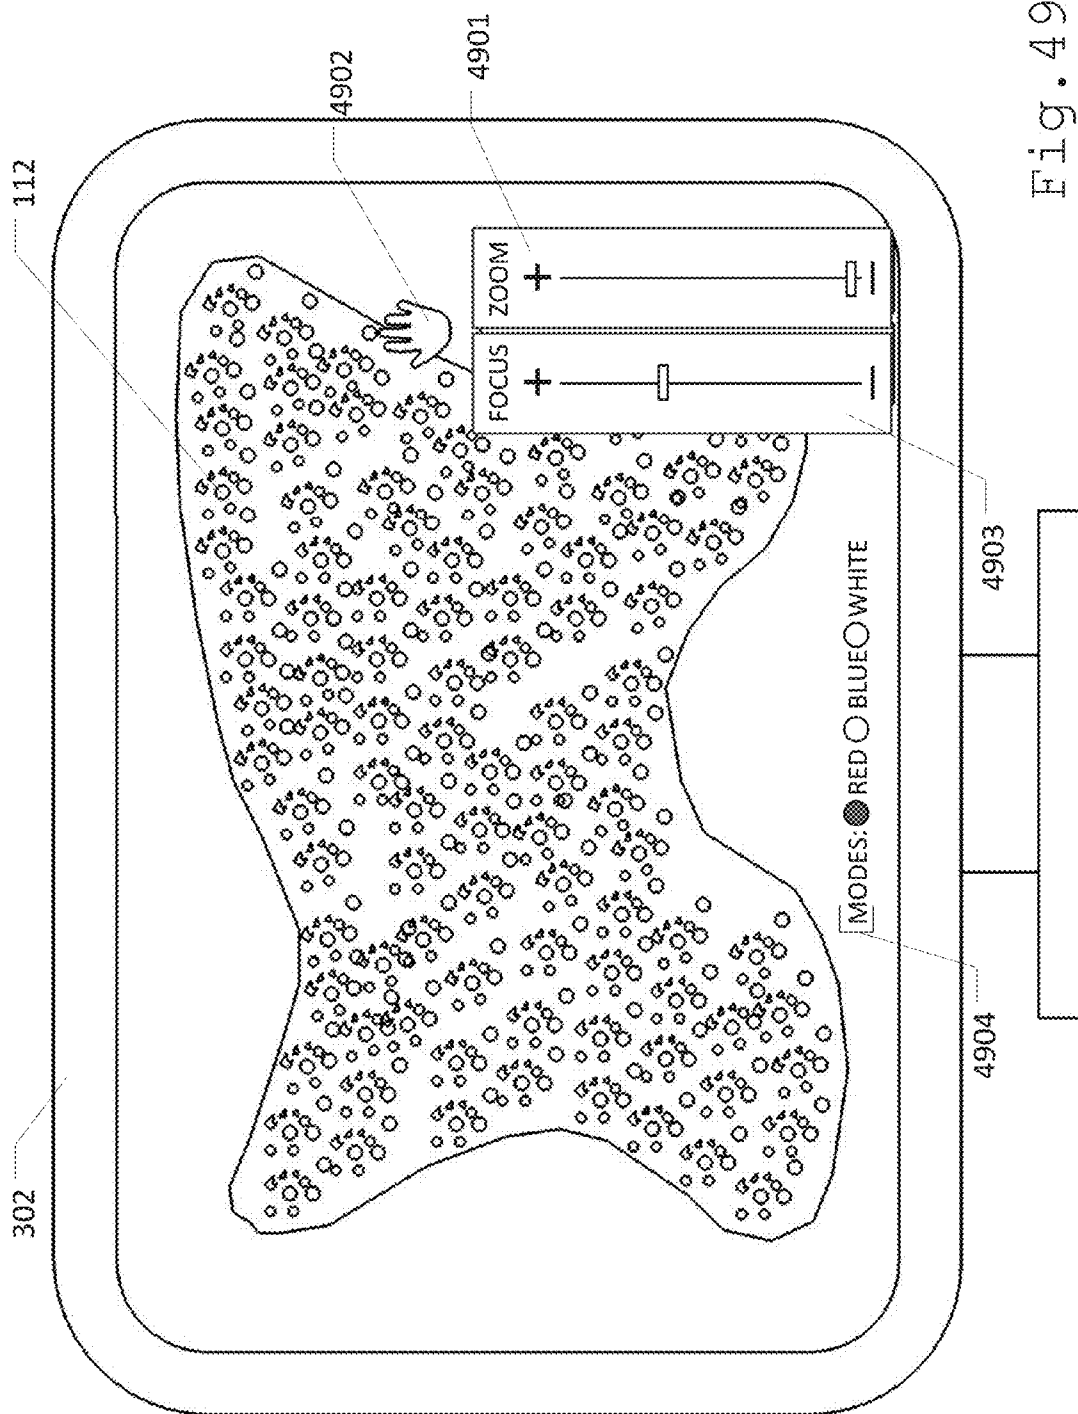 302
112
4902
4901
FOCUS ZOOM
+ +
MODES: RED BLUE WHITE
− −
4904
4903
Fig.49